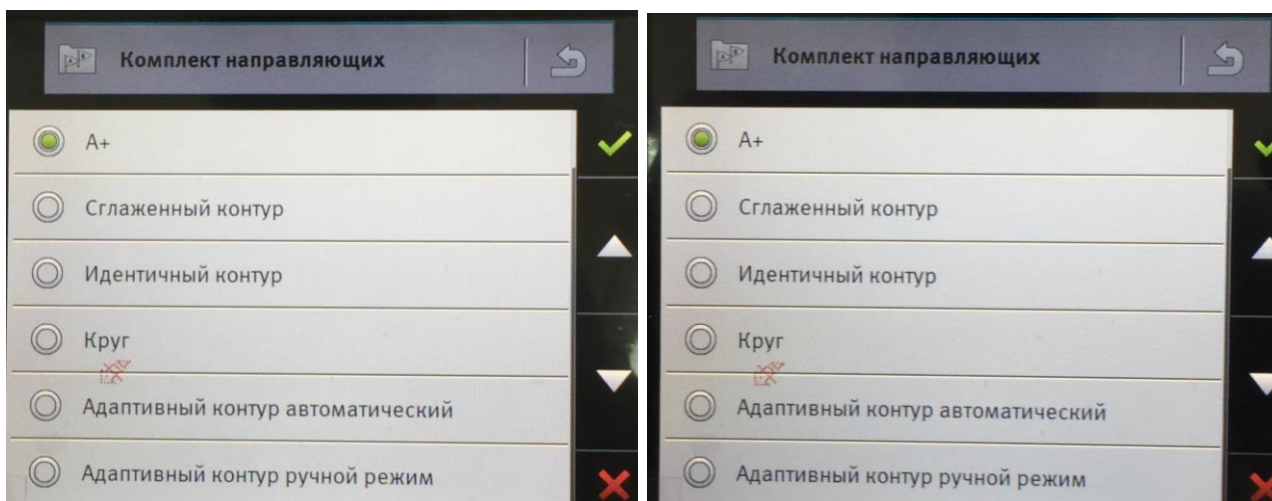 Комплект направляющих
A+
Сглаженный контур
Идентичный контур
Круг
Адаптивный контур автоматический
Адаптивный контур ручной режим
Комплект направляющих
A+
Сглаженный контур
Идентичный контур
Круг
Адаптивный контур автоматический
Адаптивный контур ручной режим